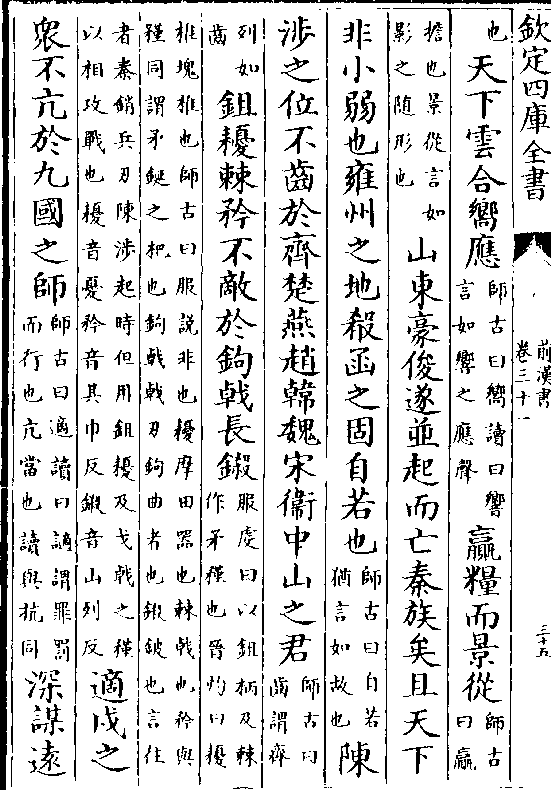 欽定四庫全書
前漢書
卷三十一
三十五
也
天下雲合嚮應
師古曰嚮讀曰響
言如響之應聲
贏糧而景從
師古
曰贏
擔也景從言如
影之随形也
山東豪俊遂並起而亡秦族矣且天下
非小弱也雍州之地殽函之固自若也
師古曰自若
猶言如故也
陳
涉之位不齒於齊楚燕趙韓魏宋衞中山之君
師古曰
齒謂齊
列如
齒
鉏耰棘矜不敵於鉤戟長鎩
服虔曰以鉏柄及棘
作矛槿也晉灼曰耰
椎塊椎也師古曰服說非也耰摩田器也棘戟也矜與
槿同謂矛鋋之杷也鉤戟戟刃鉤曲者也鎩鈹也言往
者秦銷兵刃陳涉起時但用鉏耰及戈戟之槿
以相攻戰也耰音憂矜音其巾反鎩音山列反
適戍之
衆不亢於九國之師
師古曰適讀曰讁謂罪罰
而行也亢當也讀與抗同
深謀遠